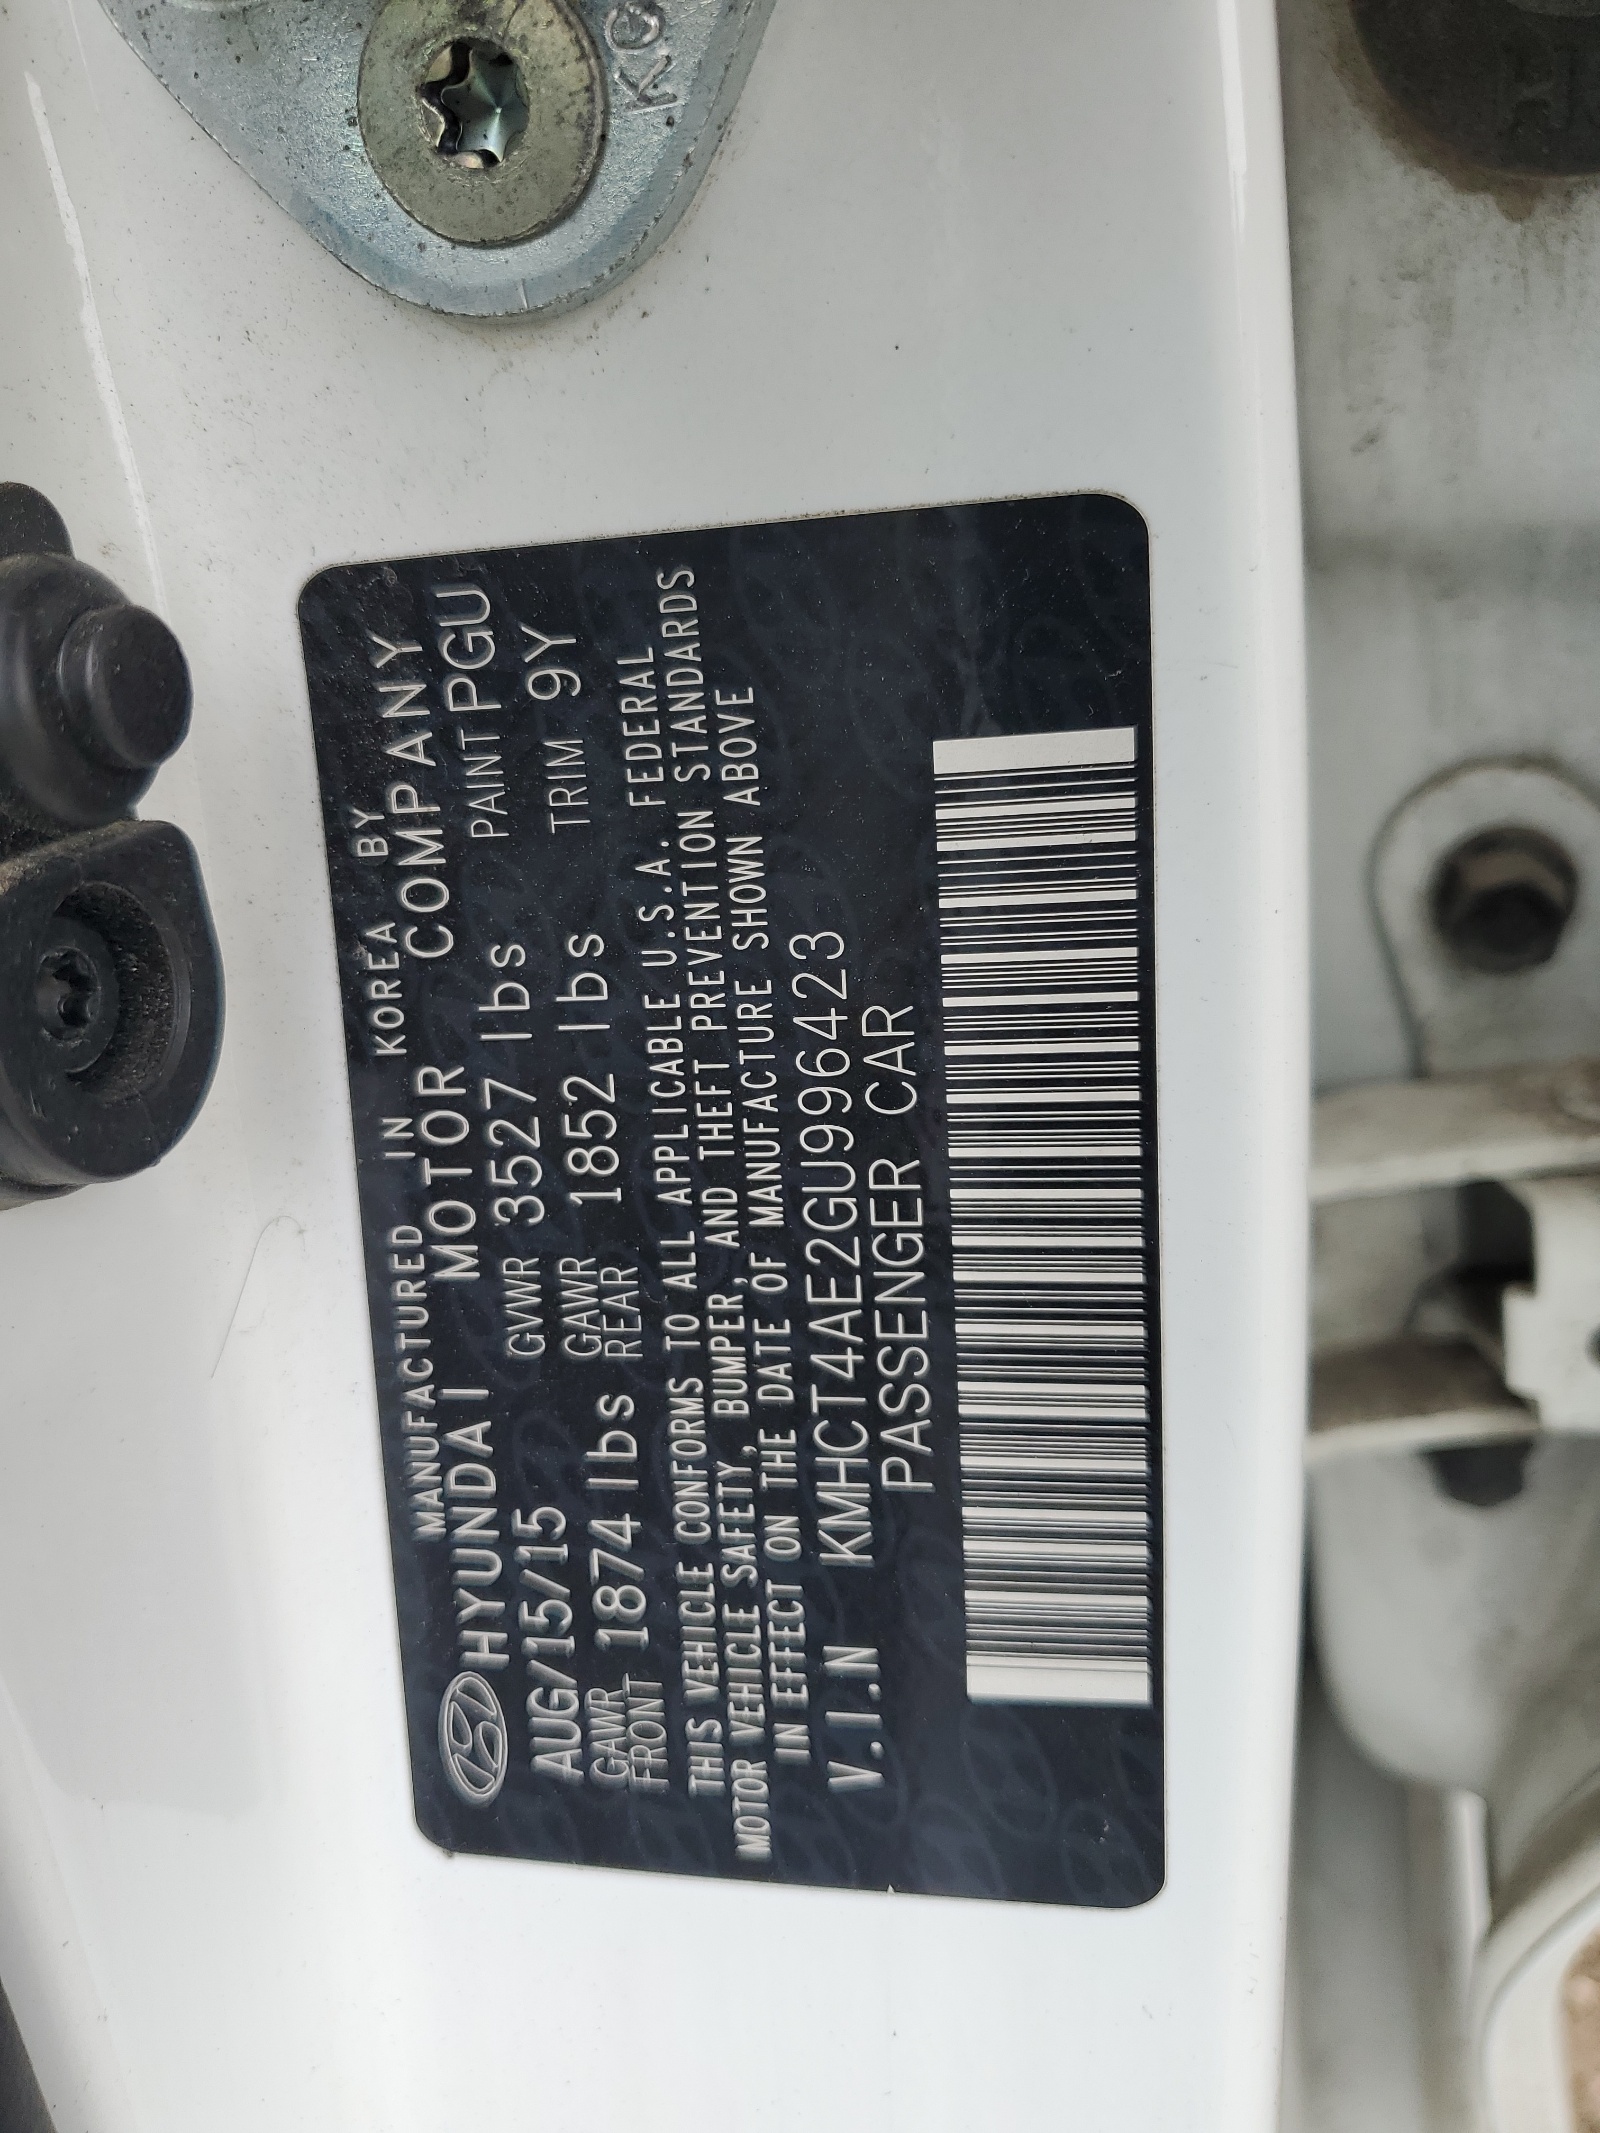 MANUFACTURED IN KOREA BY
HYUNDAI MOTOR COMPANY
AUG/15/15 GVWR 3527 lbs PAINT PGU
GAWR FRONT 1874 lbs GAWR REAR 1852 lbs TRIM 9Y
THIS VEHICLE CONFORMS TO ALL APPLICABLE U.S.A. FEDERAL
MOTOR VEHICLE SAFETY, BUMPER, AND THEFT PREVENTION STANDARDS
IN EFFECT ON THE DATE OF MANUFACTURE SHOWN ABOVE
V.I.N KMHCT4AE2GU996423
PASSENGER CAR